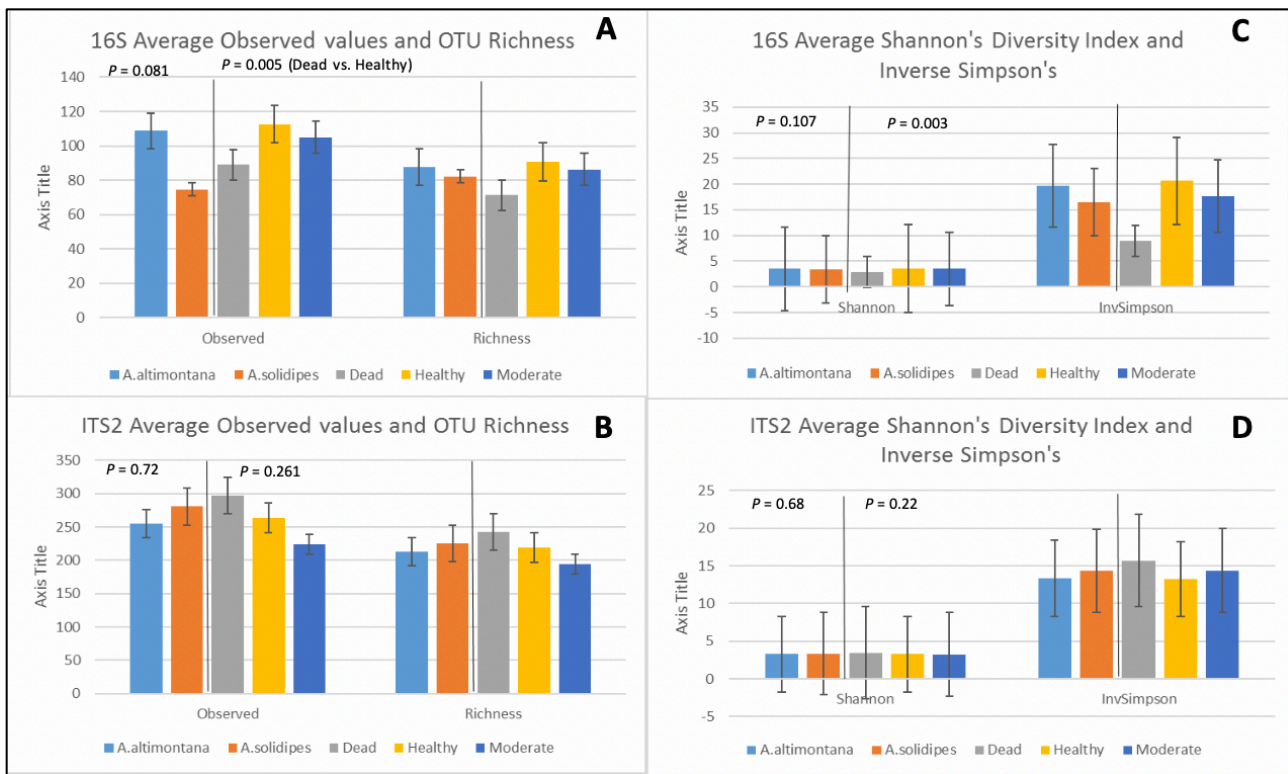 16S Average Observed values and OTU Richness
A
P = 0.081
P = 0.005 (Dead vs. Healthy)
140
120
100
80
60
40
20
0
Axis Title
Observed
Richness
A.altimontana A.solidipes Dead Healthy Moderate
16S Average Shannon's Diversity Index and
Inverse Simpson's
C
P = 0.107
P = 0.003
35
30
25
20
15
10
5
0
-5
-10
Axis Title
Shannon
InvSimpson
A.altimontana A.solidipes Dead Healthy Moderate
ITS2 Average Observed values and OTU Richness
B
P = 0.72
P = 0.261
350
300
250
200
150
100
50
0
Axis Title
Observed
Richness
A.altimontana A.solidipes Dead Healthy Moderate
ITS2 Average Shannon's Diversity Index and
Inverse Simpson's
D
P = 0.68
P = 0.22
25
20
15
10
5
0
-5
Axis Title
Shannon
InvSimpson
A.altimontana A.solidipes Dead Healthy Moderate